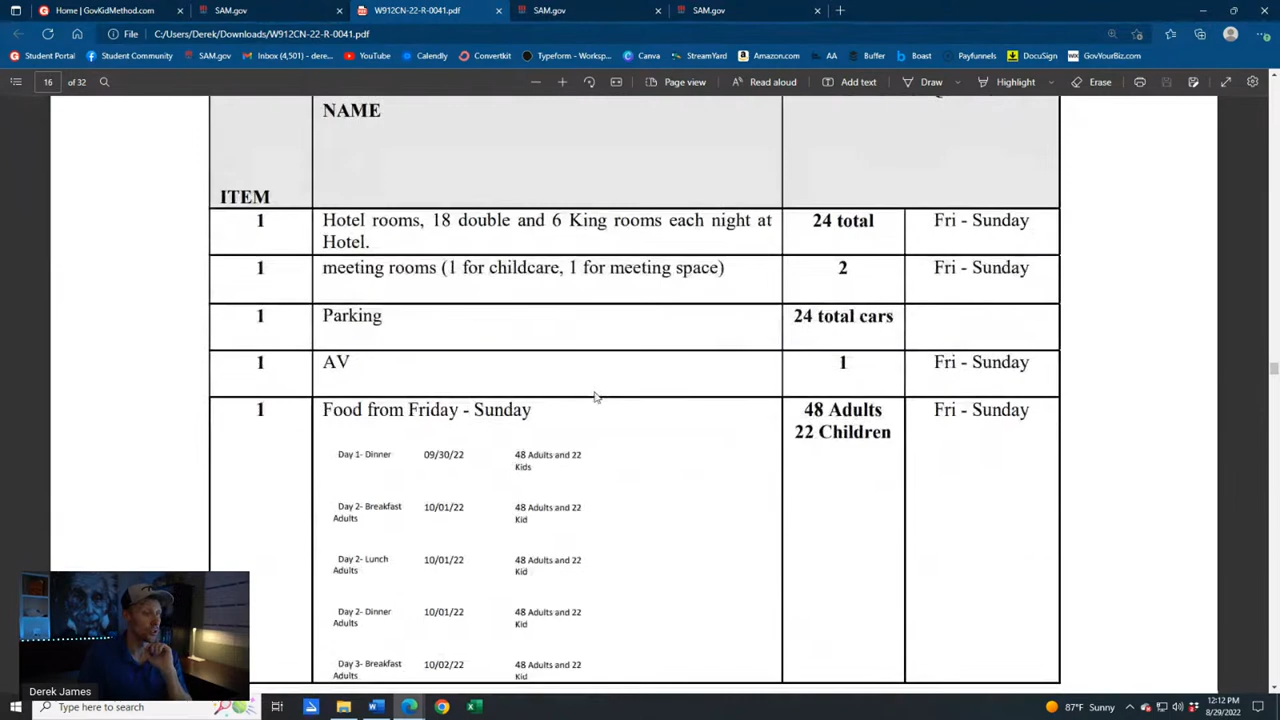 Home | GovKidMethod.com
SAM.gov
W912CN-22-R-0041.pdf
SAM.gov
SAM.gov
File
C:/Users/Derek/Downloads/W912CN-22-R-0041.pdf
Student Portal
Student Community
SAM.gov
Inbox (4,501) - derek...
YouTube
Calendly
Convertkit
Typeform - Worksp...
Canva
StreamYard
Amazon.com
AA
Buffer
Boast
Payfunnels
DocuSign
GovYourBiz.com
16 of 32
Page view
Read aloud
Add text
Draw
Highlight
Erase
NAME
ITEM
1 Hotel rooms, 18 double and 6 King rooms each night at 24 total Fri - Sunday
Hotel.
1 meeting rooms (1 for childcare, 1 for meeting space) 2 Fri - Sunday
1 Parking 24 total cars
1 AV 1 Fri - Sunday
1 Food from Friday - Sunday 48 Adults Fri - Sunday
22 Children
Day 1- Dinner 09/30/22 48 Adults and 22
Kids
Day 2- Breakfast 10/01/22 48 Adults and 22
Adults Kid
Day 2- Lunch 10/01/22 48 Adults and 22
Adults Kid
Day 2- Dinner 10/01/22 48 Adults and 22
Adults Kid
Day 3- Breakfast 10/02/22 48 Adults and 22
Adults Kid
Derek James
Type here to search
87°F Sunny
12:12 PM
8/29/2022